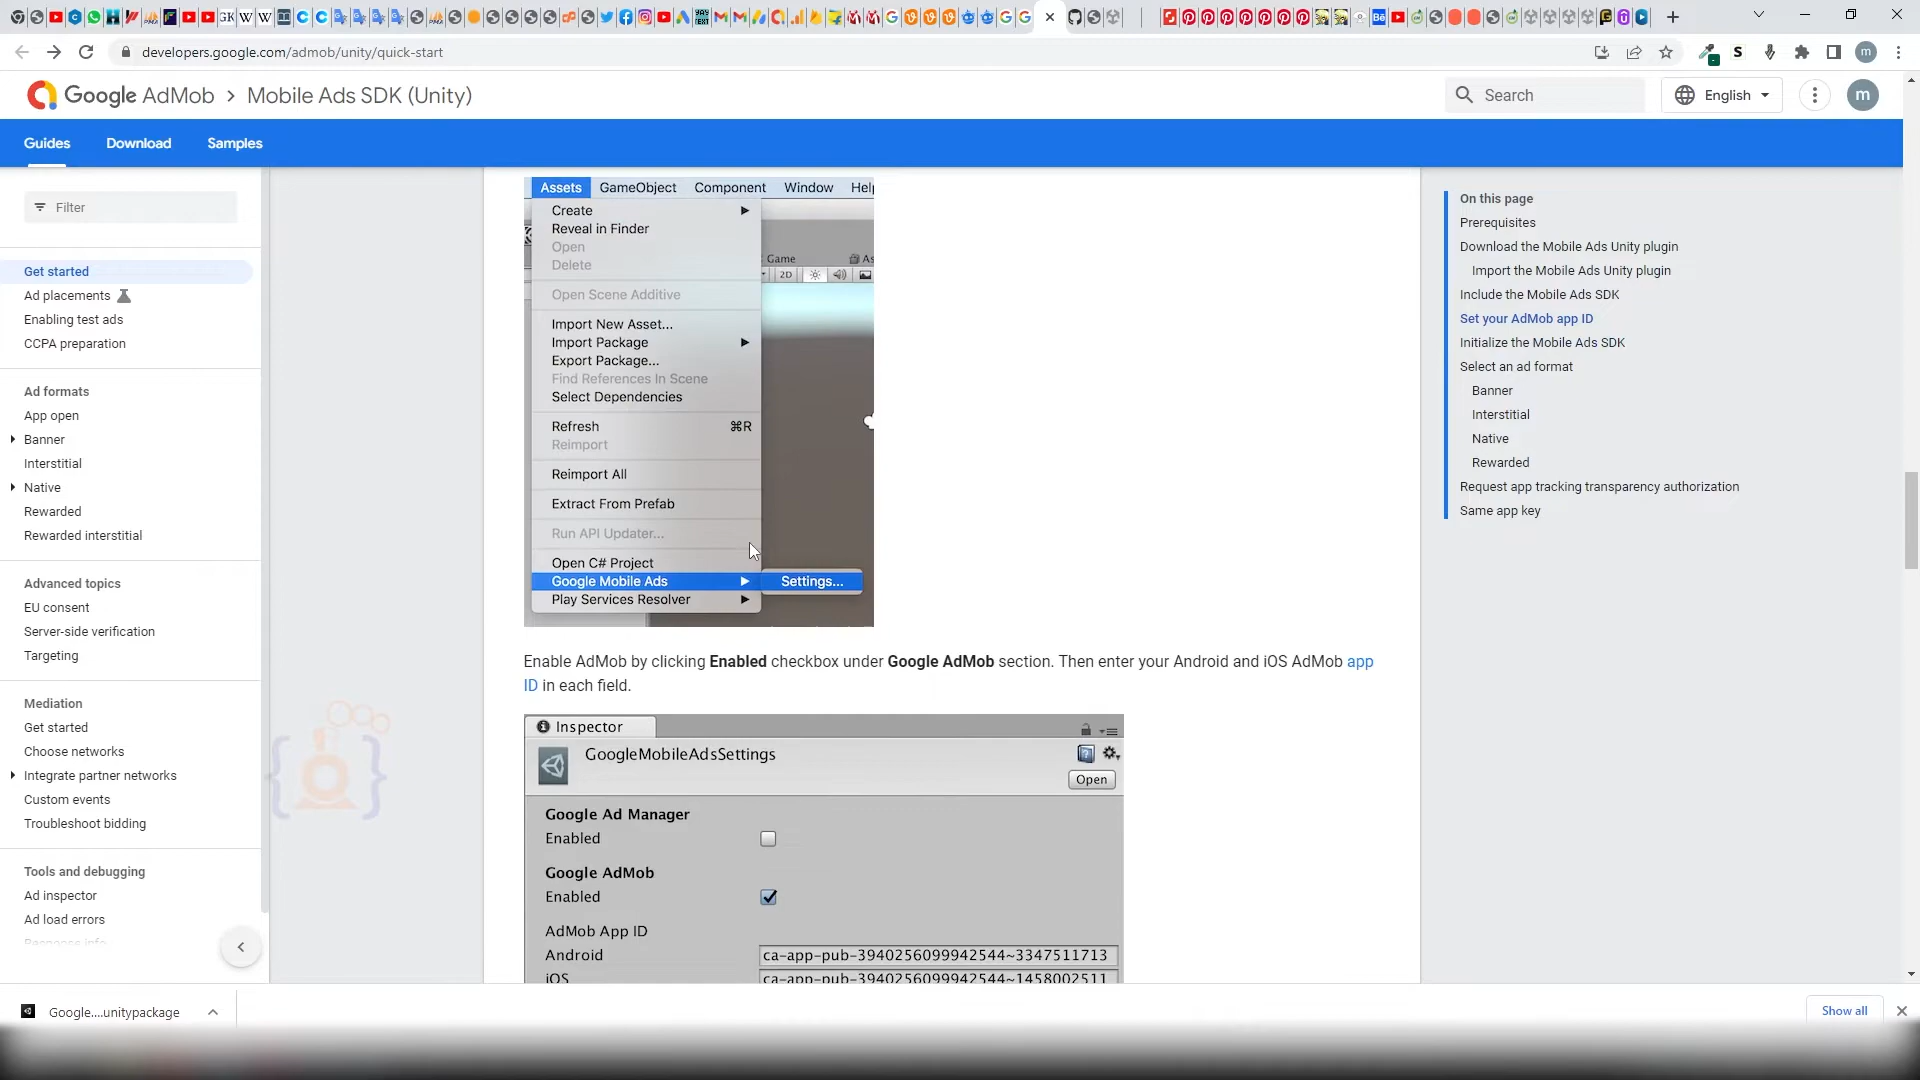 developers.google.com/admob/unity/quick-start
m
Google AdMob > Mobile Ads SDK (Unity)
Search
English
m
Guides
Download
Samples
Filter
Get started
Ad placements
Enabling test ads
CCPA preparation
Ad formats
App open
Banner
Interstitial
Native
Rewarded
Rewarded interstitial
Advanced topics
EU consent
Server-side verification
Targeting
Mediation
Get started
Choose networks
Integrate partner networks
Custom events
Troubleshoot bidding
Tools and debugging
Ad inspector
Ad load errors
Response info
Assets GameObject Component Window Help
Create
Reveal in Finder
Open
Delete
Game
2D
Open Scene Additive
Import New Asset...
Import Package
Export Package...
Find References In Scene
Select Dependencies
Refresh ⌘R
Reimport
Reimport All
Extract From Prefab
Run API Updater...
Open C# Project
Google Mobile Ads
Settings...
Play Services Resolver
Enable AdMob by clicking Enabled checkbox under Google AdMob section. Then enter your Android and iOS AdMob app
ID in each field.
Inspector
GoogleMobileAdsSettings
Open
Google Ad Manager
Enabled
Google AdMob
Enabled
AdMob App ID
Android ca-app-pub-3940256099942544~3347511713
iOS ca-app-pub-3940256099942544~1458002511
On this page
Prerequisites
Download the Mobile Ads Unity plugin
Import the Mobile Ads Unity plugin
Include the Mobile Ads SDK
Set your AdMob app ID
Initialize the Mobile Ads SDK
Select an ad format
Banner
Interstitial
Native
Rewarded
Request app tracking transparency authorization
Same app key
Google....unitypackage
Show all